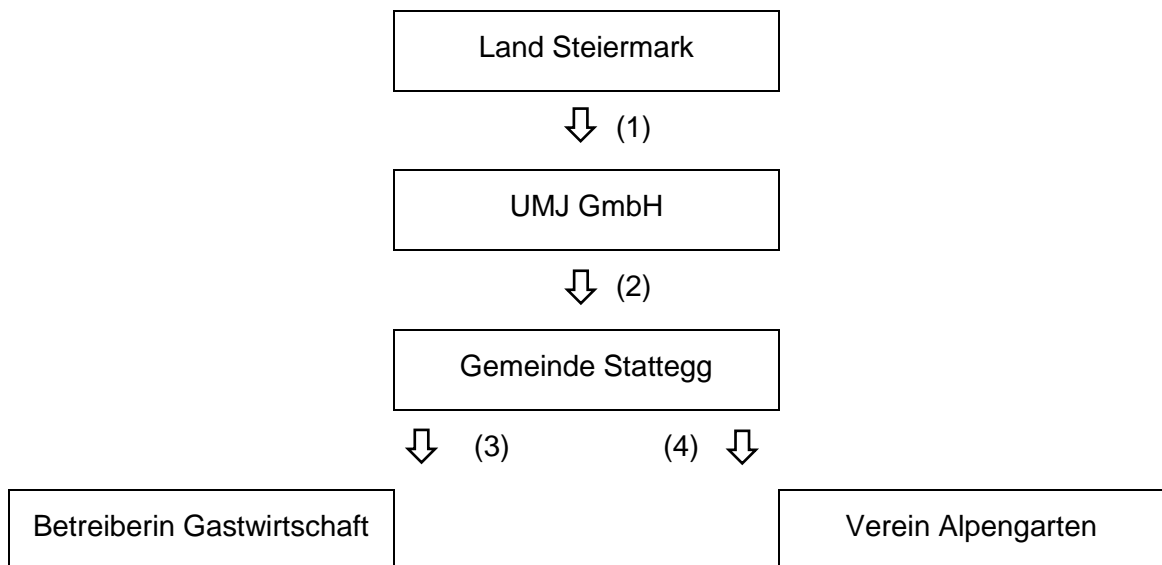 Land Steiermark
(1)
UMJ GmbH
(2)
Gemeinde Stattegg
(3)
(4)
Betreiberin Gastwirtschaft
Verein Alpengarten